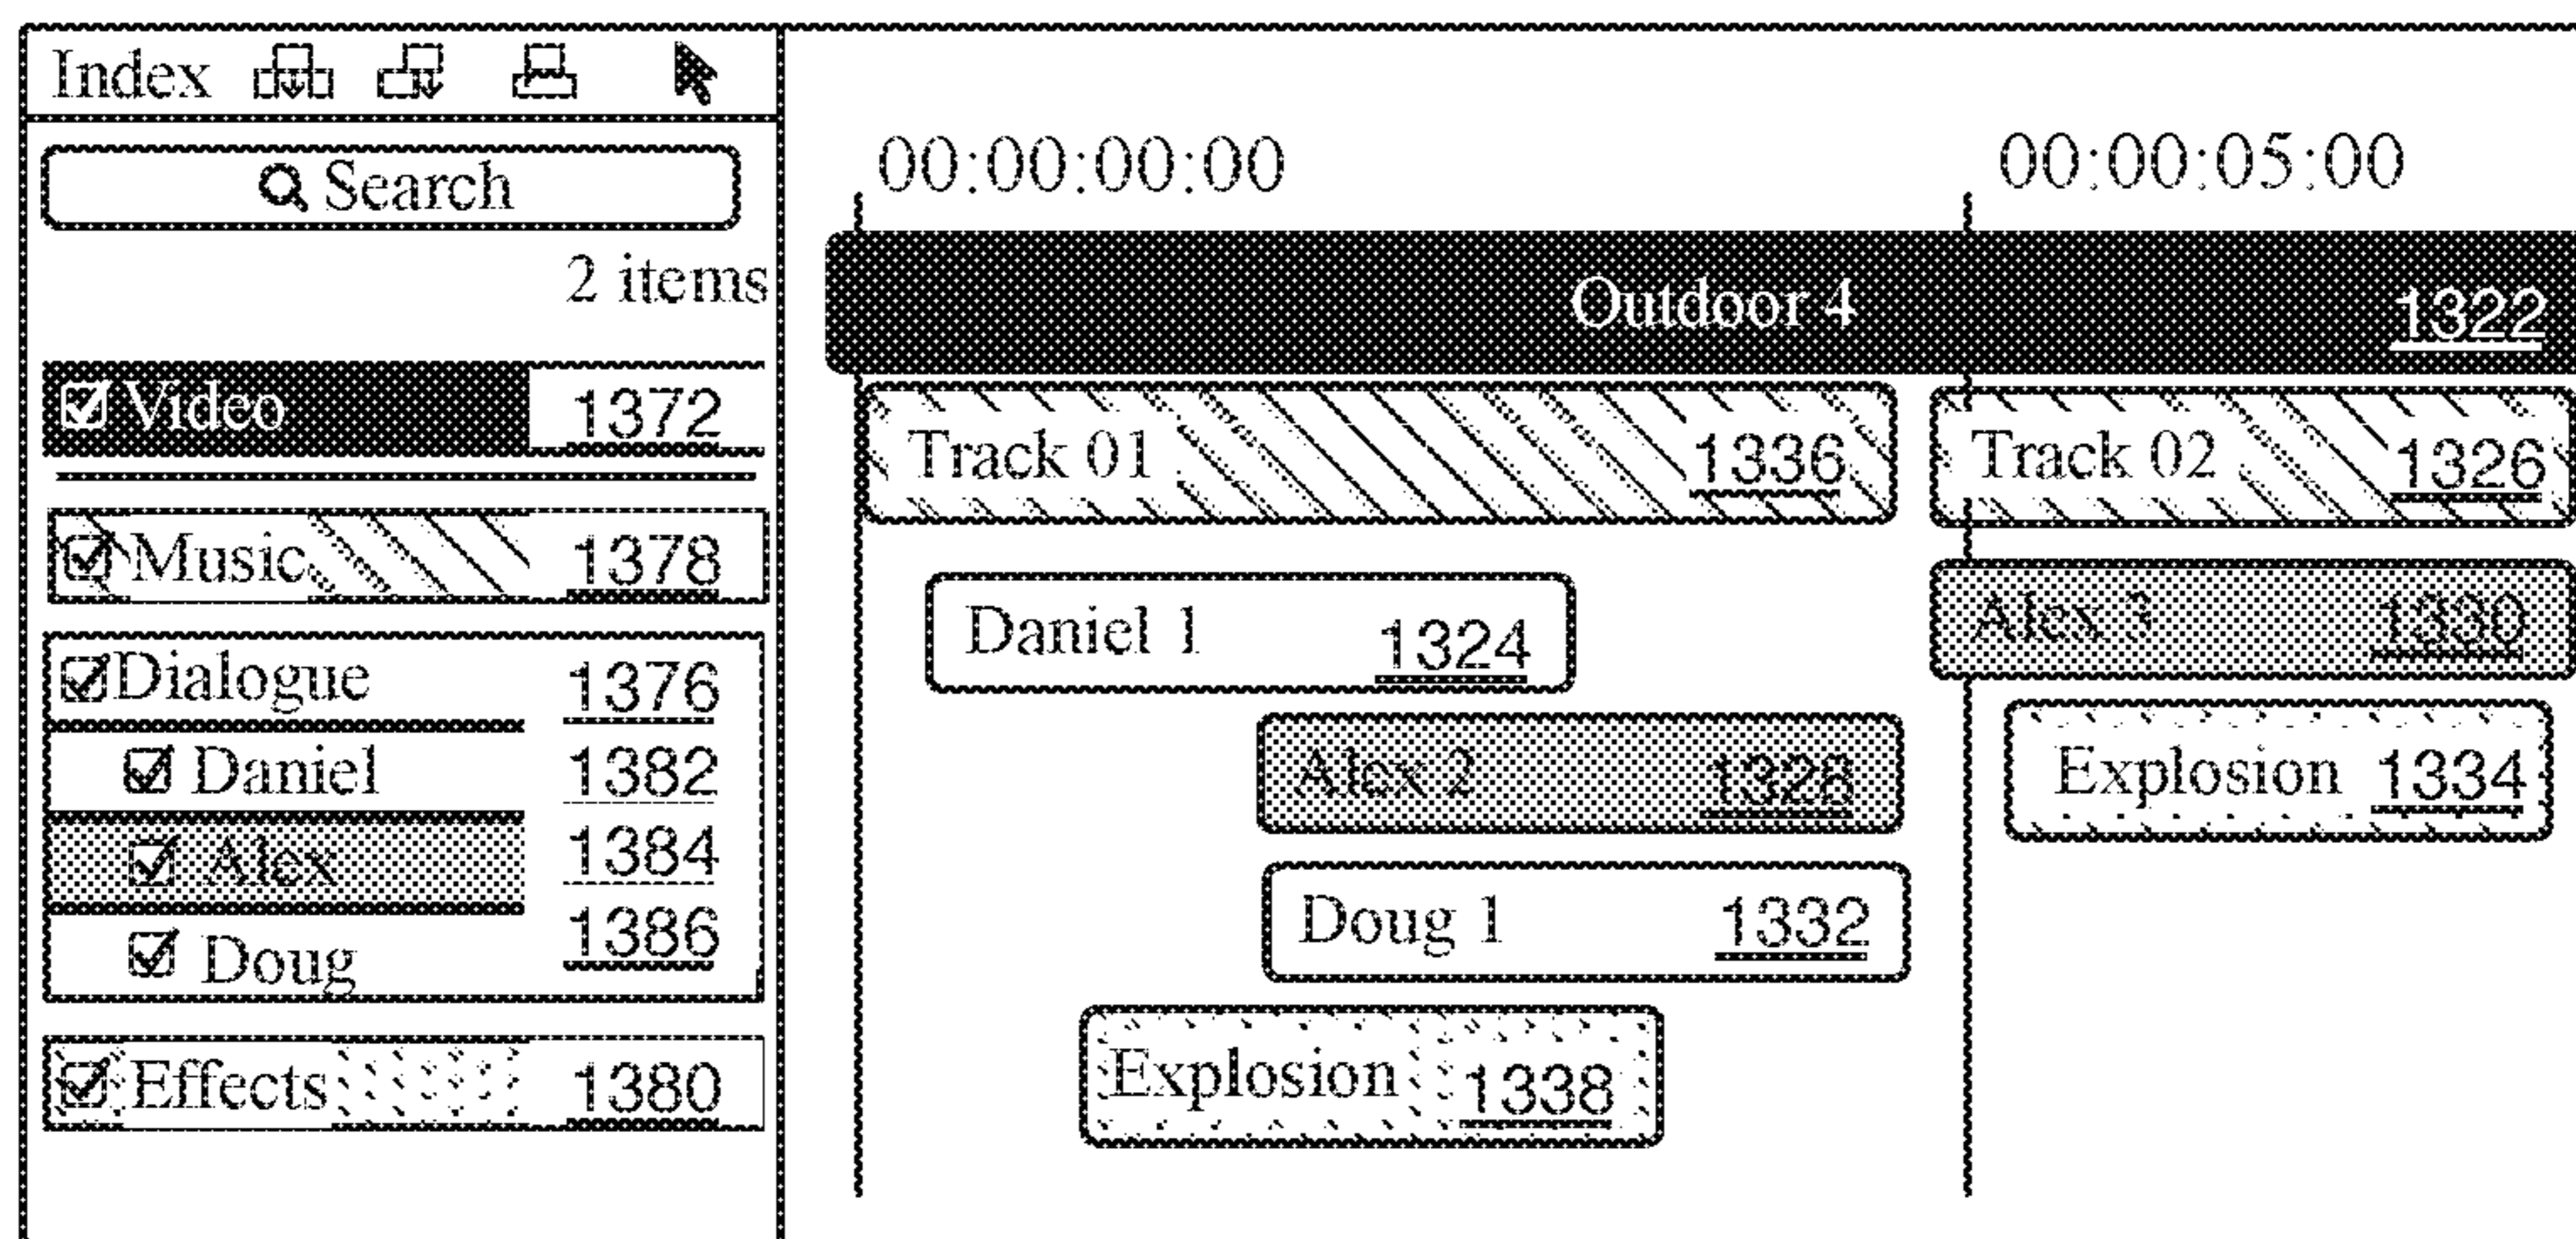 Index
Search
2 items
Video 1372
Music 1378
Dialogue 1376
Daniel 1382
Alex 1384
Doug 1386
Effects 1380
00:00:00:00 00:00:05:00
Outdoor 4 1322
Track 01 1336 Track 02 1326
Daniel 1 1324 Alex 3 1330
Alex 2 1328 Explosion 1334
Doug 1 1332
Explosion 1338